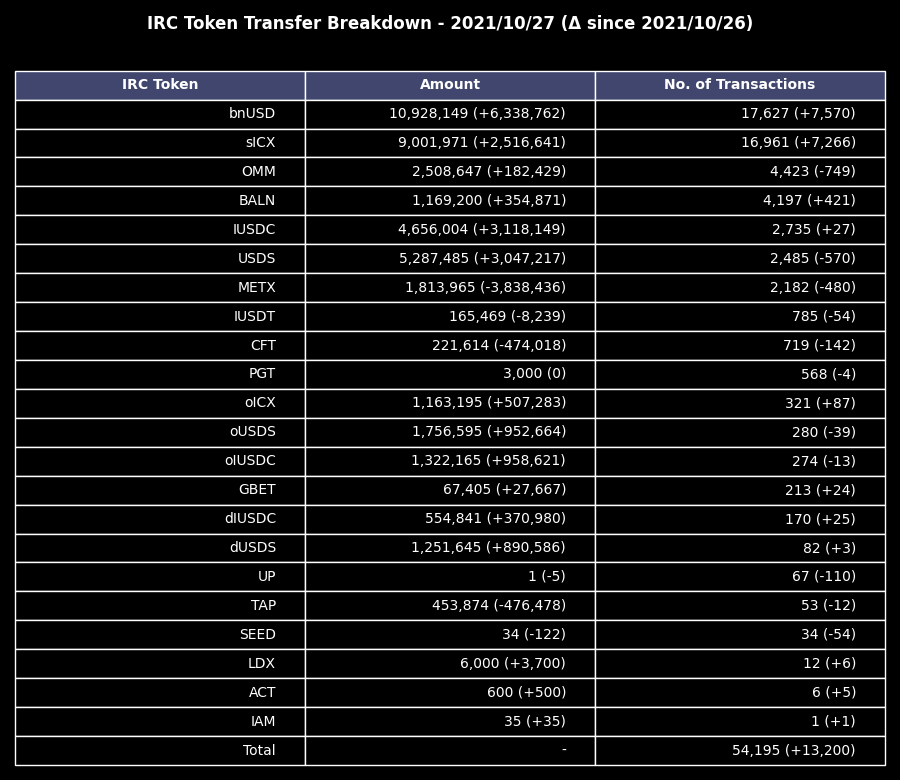 IRC Token Transfer Breakdown - 2021/10/27 (Δ since 2021/10/26)
IRC Token Amount No. of Transactions
bnUSD 10,928,149 (+6,338,762) 17,627 (+7,570)
sICX 9,001,971 (+2,516,641) 16,961 (+7,266)
OMM 2,508,647 (+182,429) 4,423 (-749)
BALN 1,169,200 (+354,871) 4,197 (+421)
IUSDC 4,656,004 (+3,118,149) 2,735 (+27)
USDS 5,287,485 (+3,047,217) 2,485 (-570)
METX 1,813,965 (-3,838,436) 2,182 (-480)
IUSDT 165,469 (-8,239) 785 (-54)
CFT 221,614 (-474,018) 719 (-142)
PGT 3,000 (0) 568 (-4)
oICX 1,163,195 (+507,283) 321 (+87)
oUSDS 1,756,595 (+952,664) 280 (-39)
oIUSDC 1,322,165 (+958,621) 274 (-13)
GBET 67,405 (+27,667) 213 (+24)
dIUSDC 554,841 (+370,980) 170 (+25)
dUSDS 1,251,645 (+890,586) 82 (+3)
UP 1 (-5) 67 (-110)
TAP 453,874 (-476,478) 53 (-12)
SEED 34 (-122) 34 (-54)
LDX 6,000 (+3,700) 12 (+6)
ACT 600 (+500) 6 (+5)
IAM 35 (+35) 1 (+1)
Total - 54,195 (+13,200)